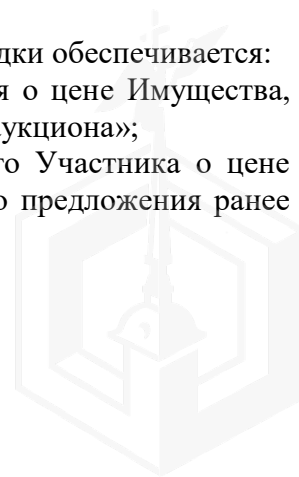 дки обеспечивается:
я о цене Имущества,
укциона»;
го Участника о цене
о предложения ранее